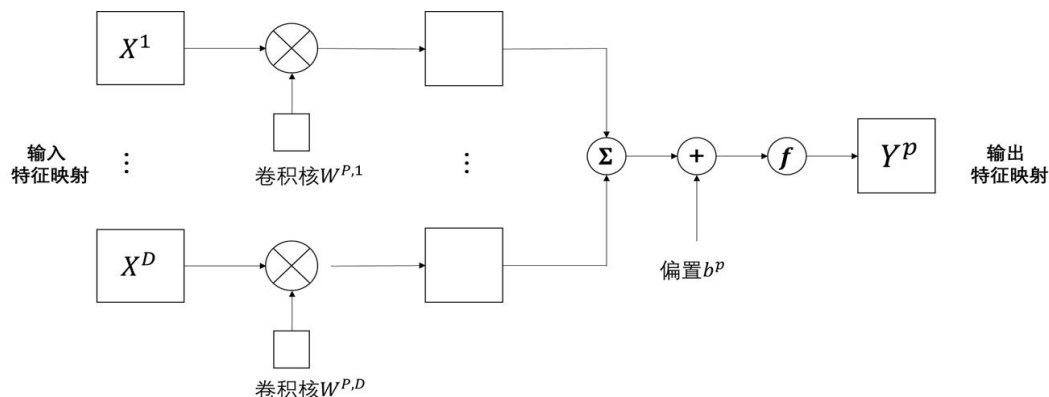 X^1
卷积核W^{P,1}
输入
特征映射
⋮
⋮
Σ
+
f
Y^p
输出
特征映射
X^D
偏置b^p
卷积核W^{P,D}